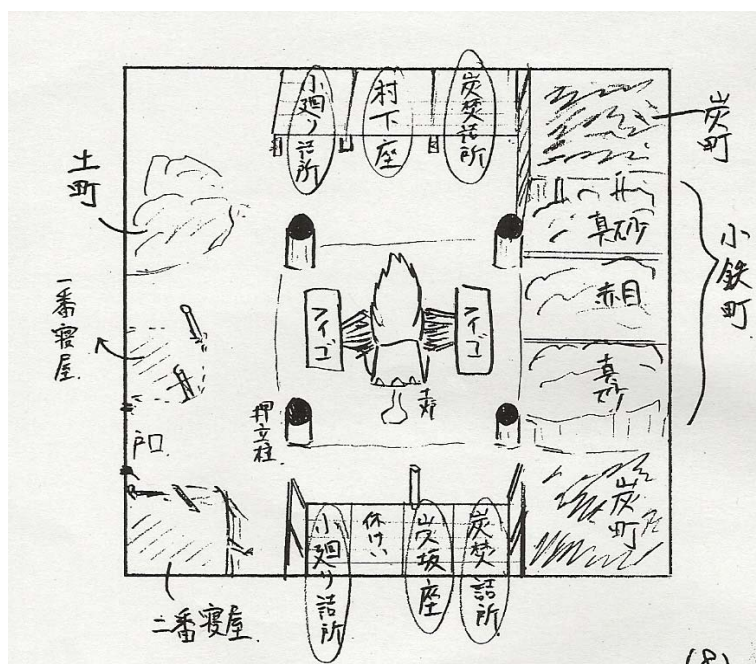 小廻り詰所
村下座
炭焚詰所
炭町
土町
真砂
小鉄町
赤目
フイゴ
フイゴ
一番寝屋
真砂
炉
押立柱
戸口
炭町
小廻り詰所
休けい
炭坂座
炭焚詰所
二番寝屋
(8)